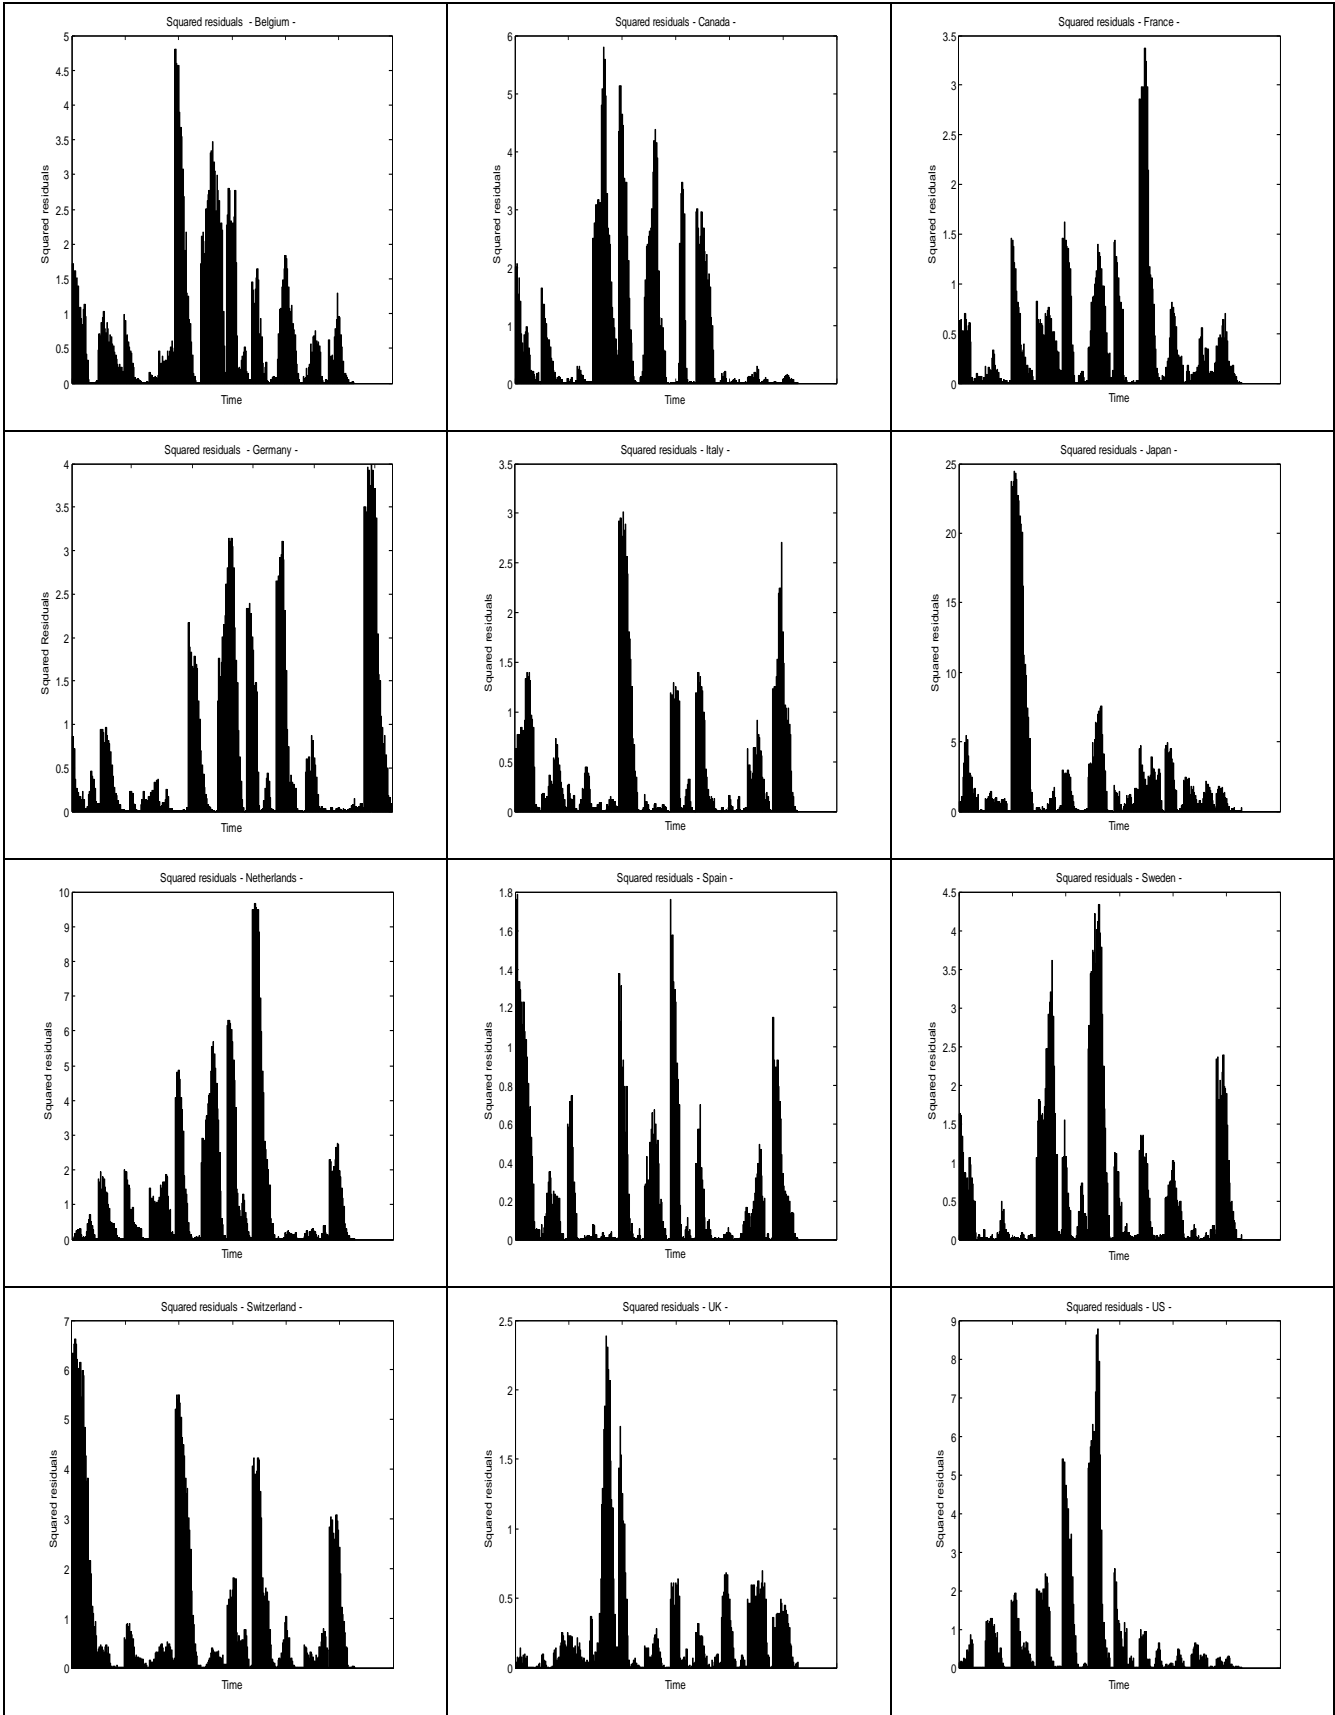 Squared residuals - Belgium -
5
4.5
4
3.5
3
2.5
2
1.5
1
0.5
0
Squared residuals
Time
Squared residuals - Canada -
6
5
4
3
2
1
0
Squared residuals
Time
Squared residuals - France -
3.5
3
2.5
2
1.5
1
0.5
0
Squared residuals
Time
Squared residuals - Germany -
4
3.5
3
2.5
2
1.5
1
0.5
0
Squared Residuals
Time
Squared residuals - Italy -
3.5
3
2.5
2
1.5
1
0.5
0
Squared residuals
Time
Squared residuals - Japan -
25
20
15
10
5
0
Squared residuals
Time
Squared residuals - Netherlands -
10
9
8
7
6
5
4
3
2
1
0
Squared residuals
Time
Squared residuals - Spain -
1.8
1.6
1.4
1.2
1
0.8
0.6
0.4
0.2
0
Squared residuals
Time
Squared residuals - Sweden -
4.5
4
3.5
3
2.5
2
1.5
1
0.5
0
Squared residuals
Time
Squared residuals - Switzerland -
7
6
5
4
3
2
1
0
Squared residuals
Time
Squared residuals - UK -
2.5
2
1.5
1
0.5
0
Squared residuals
Time
Squared residuals - US -
9
8
7
6
5
4
3
2
1
0
Squared residuals
Time